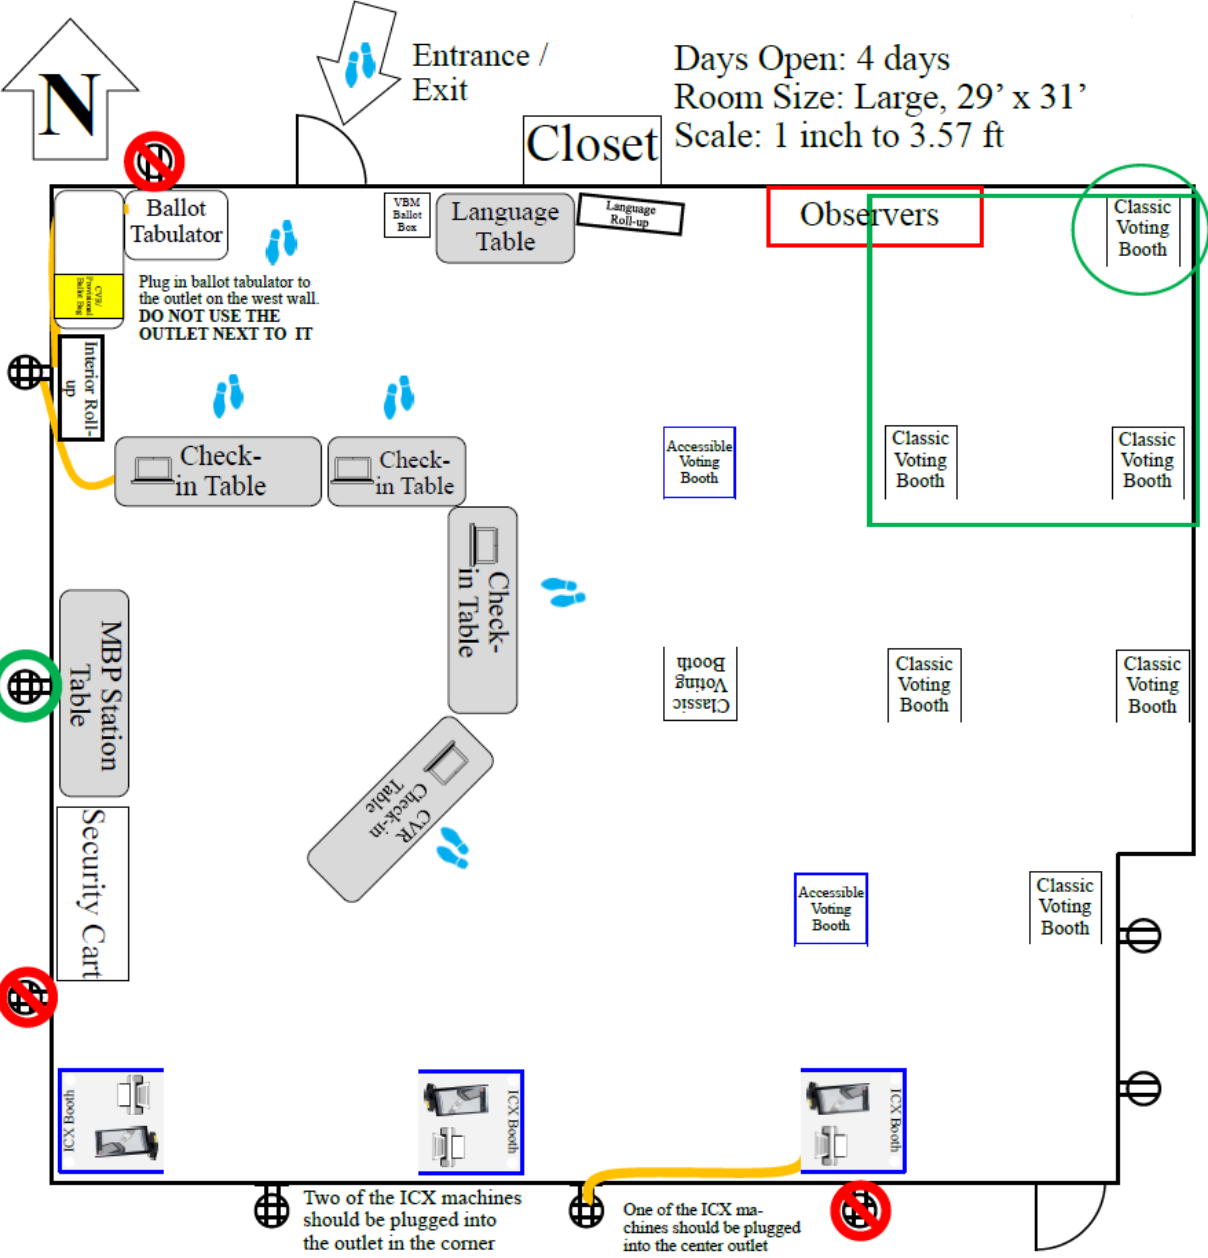 N
Entrance /
Exit
Days Open: 4 days
Room Size: Large, 29’ x 31’
Scale: 1 inch to 3.57 ft
Closet
Ballot
Tabulator
VBM
Ballot
Box
Language
Table
Language
Roll-up
Observers
Classic
Voting
Booth
CVR/
Provisional
Ballot Bag
Plug in ballot tabulator to
the outlet on the west wall.
DO NOT USE THE
OUTLET NEXT TO IT
Interior Roll-
up
Check-
in Table
Check-
in Table
Accessible
Voting
Booth
Classic
Voting
Booth
Classic
Voting
Booth
Check-
in Table
MBP Station
Table
Classic
Voting
Booth
Classic
Voting
Booth
Classic
Voting
Booth
CVR
Check-in
Table
Security Cart
Accessible
Voting
Booth
Classic
Voting
Booth
ICX Booth
ICX Booth
ICX Booth
Two of the ICX machines
should be plugged into
the outlet in the corner
One of the ICX ma-
chines should be plugged
into the center outlet